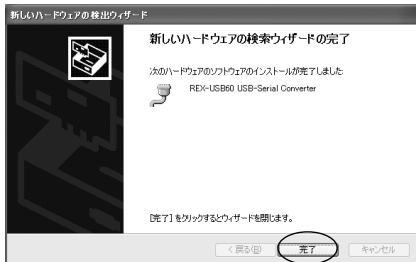 新しいハードウェアの検出ウィザード
新しいハードウェアの検索ウィザードの完了
次のハードウェアのソフトウェアのインストールが完了しました:
REX-USB60 USB-Serial Converter
[完了] をクリックするとウィザードを閉じます。
< 戻る(B) 完了 キャンセル